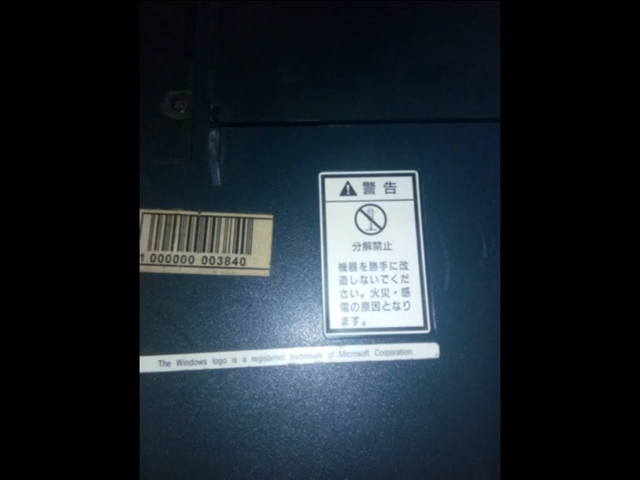 警告
分解禁止
機器を勝手に改
造しないでくだ
さい。火災・感
電の原因となり
ます。
1 000000 003840
The Windows logo is a registered trademark of Microsoft Corporation.